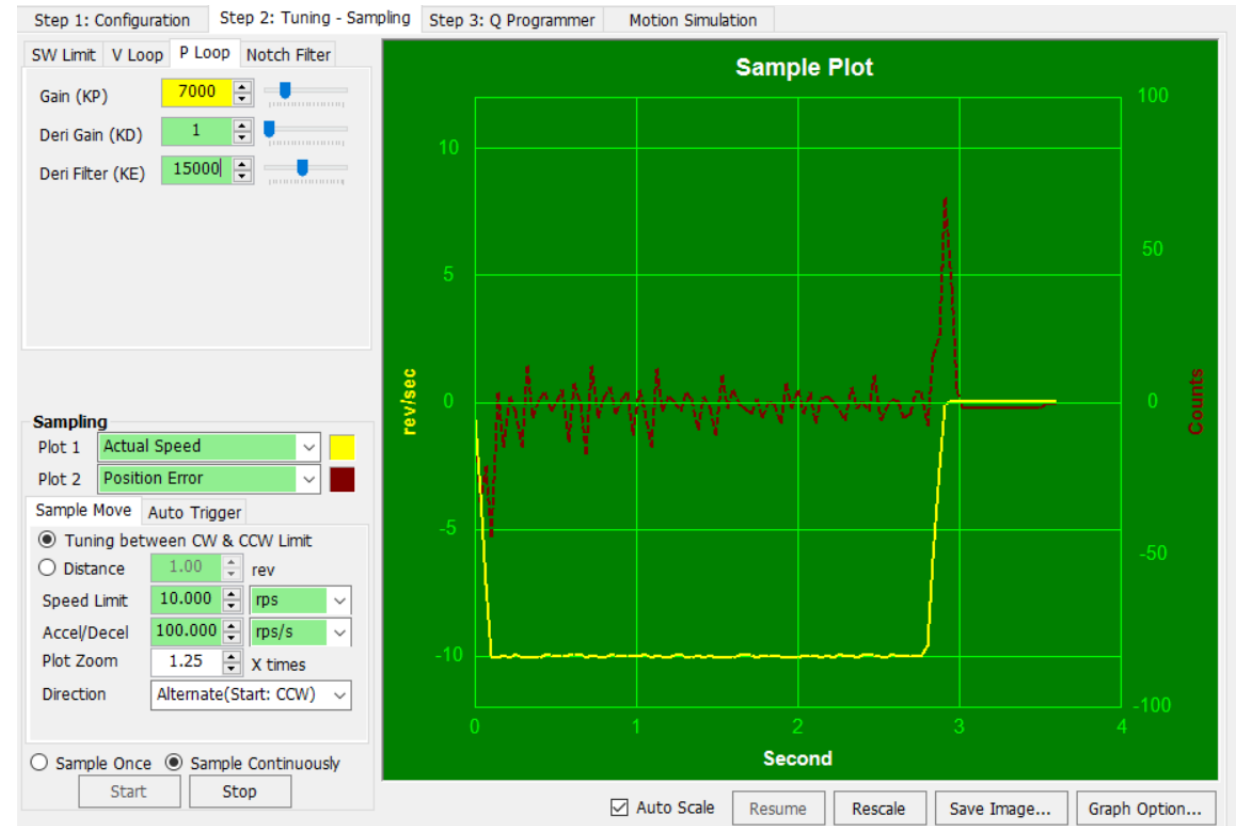 Step 1: Configuration Step 2: Tuning - Sampling Step 3: Q Programmer Motion Simulation
SW Limit V Loop P Loop Notch Filter
Gain (KP) 7000
Deri Gain (KD) 1
Deri Filter (KE) 15000
Sampling
Plot 1 Actual Speed
Plot 2 Position Error
Sample Move Auto Trigger
Tuning between CW & CCW Limit
Distance 1.00 rev
Speed Limit 10.000 rps
Accel/Decel 100.000 rps/s
Plot Zoom 1.25 X times
Direction Alternate(Start: CCW)
Sample Once Sample Continuously
Start Stop
Sample Plot
rev/sec
10
5
0
-5
-10
100
50
0
-50
-100
Counts
0 1 2 3 4
Second
Auto Scale Resume Rescale Save Image... Graph Option...